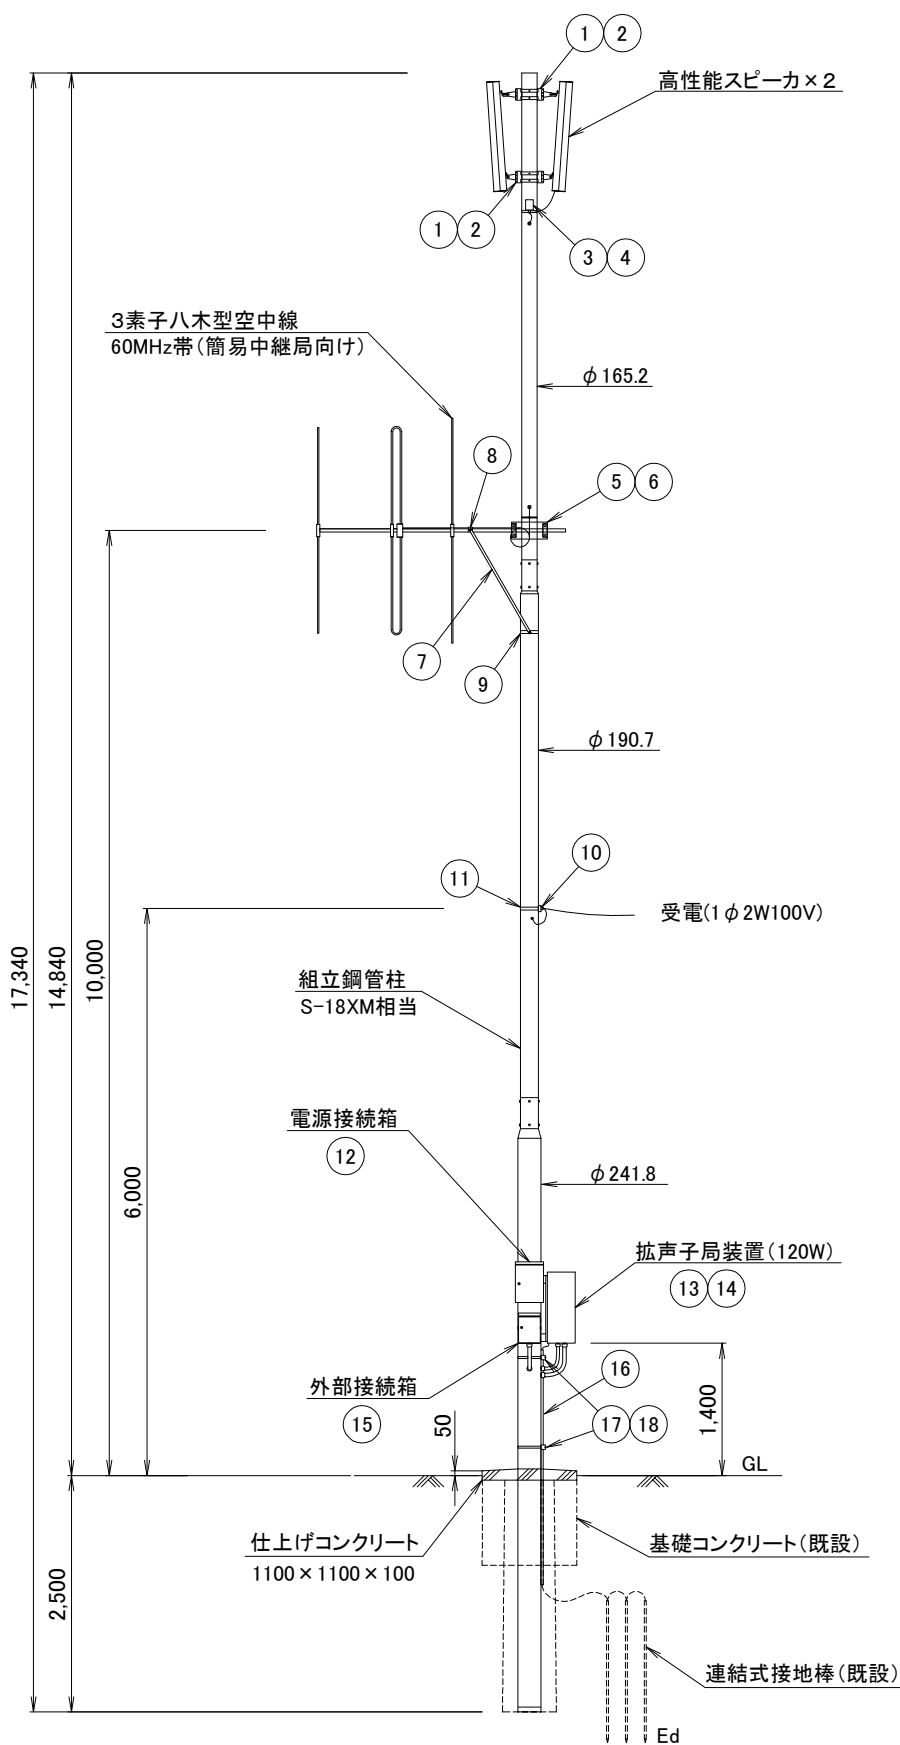 1 2
高性能スピーカ×2
1 2
3 4
3素子八木型空中線
60MHz帯(簡易中継局向け)
φ165.2
8
5 6
7
9
φ190.7
10
11
受電(1φ2W100V)
17,340
14,840
10,000
組立鋼管柱
S-18XM相当
電源接続箱
12
6,000
φ241.8
拡声子局装置(120W)
13 14
外部接続箱
15
16
17 18
50
1,400
GL
仕上げコンクリート
1100×1100×100
基礎コンクリート(既設)
2,500
連結式接地棒(既設)
Ed